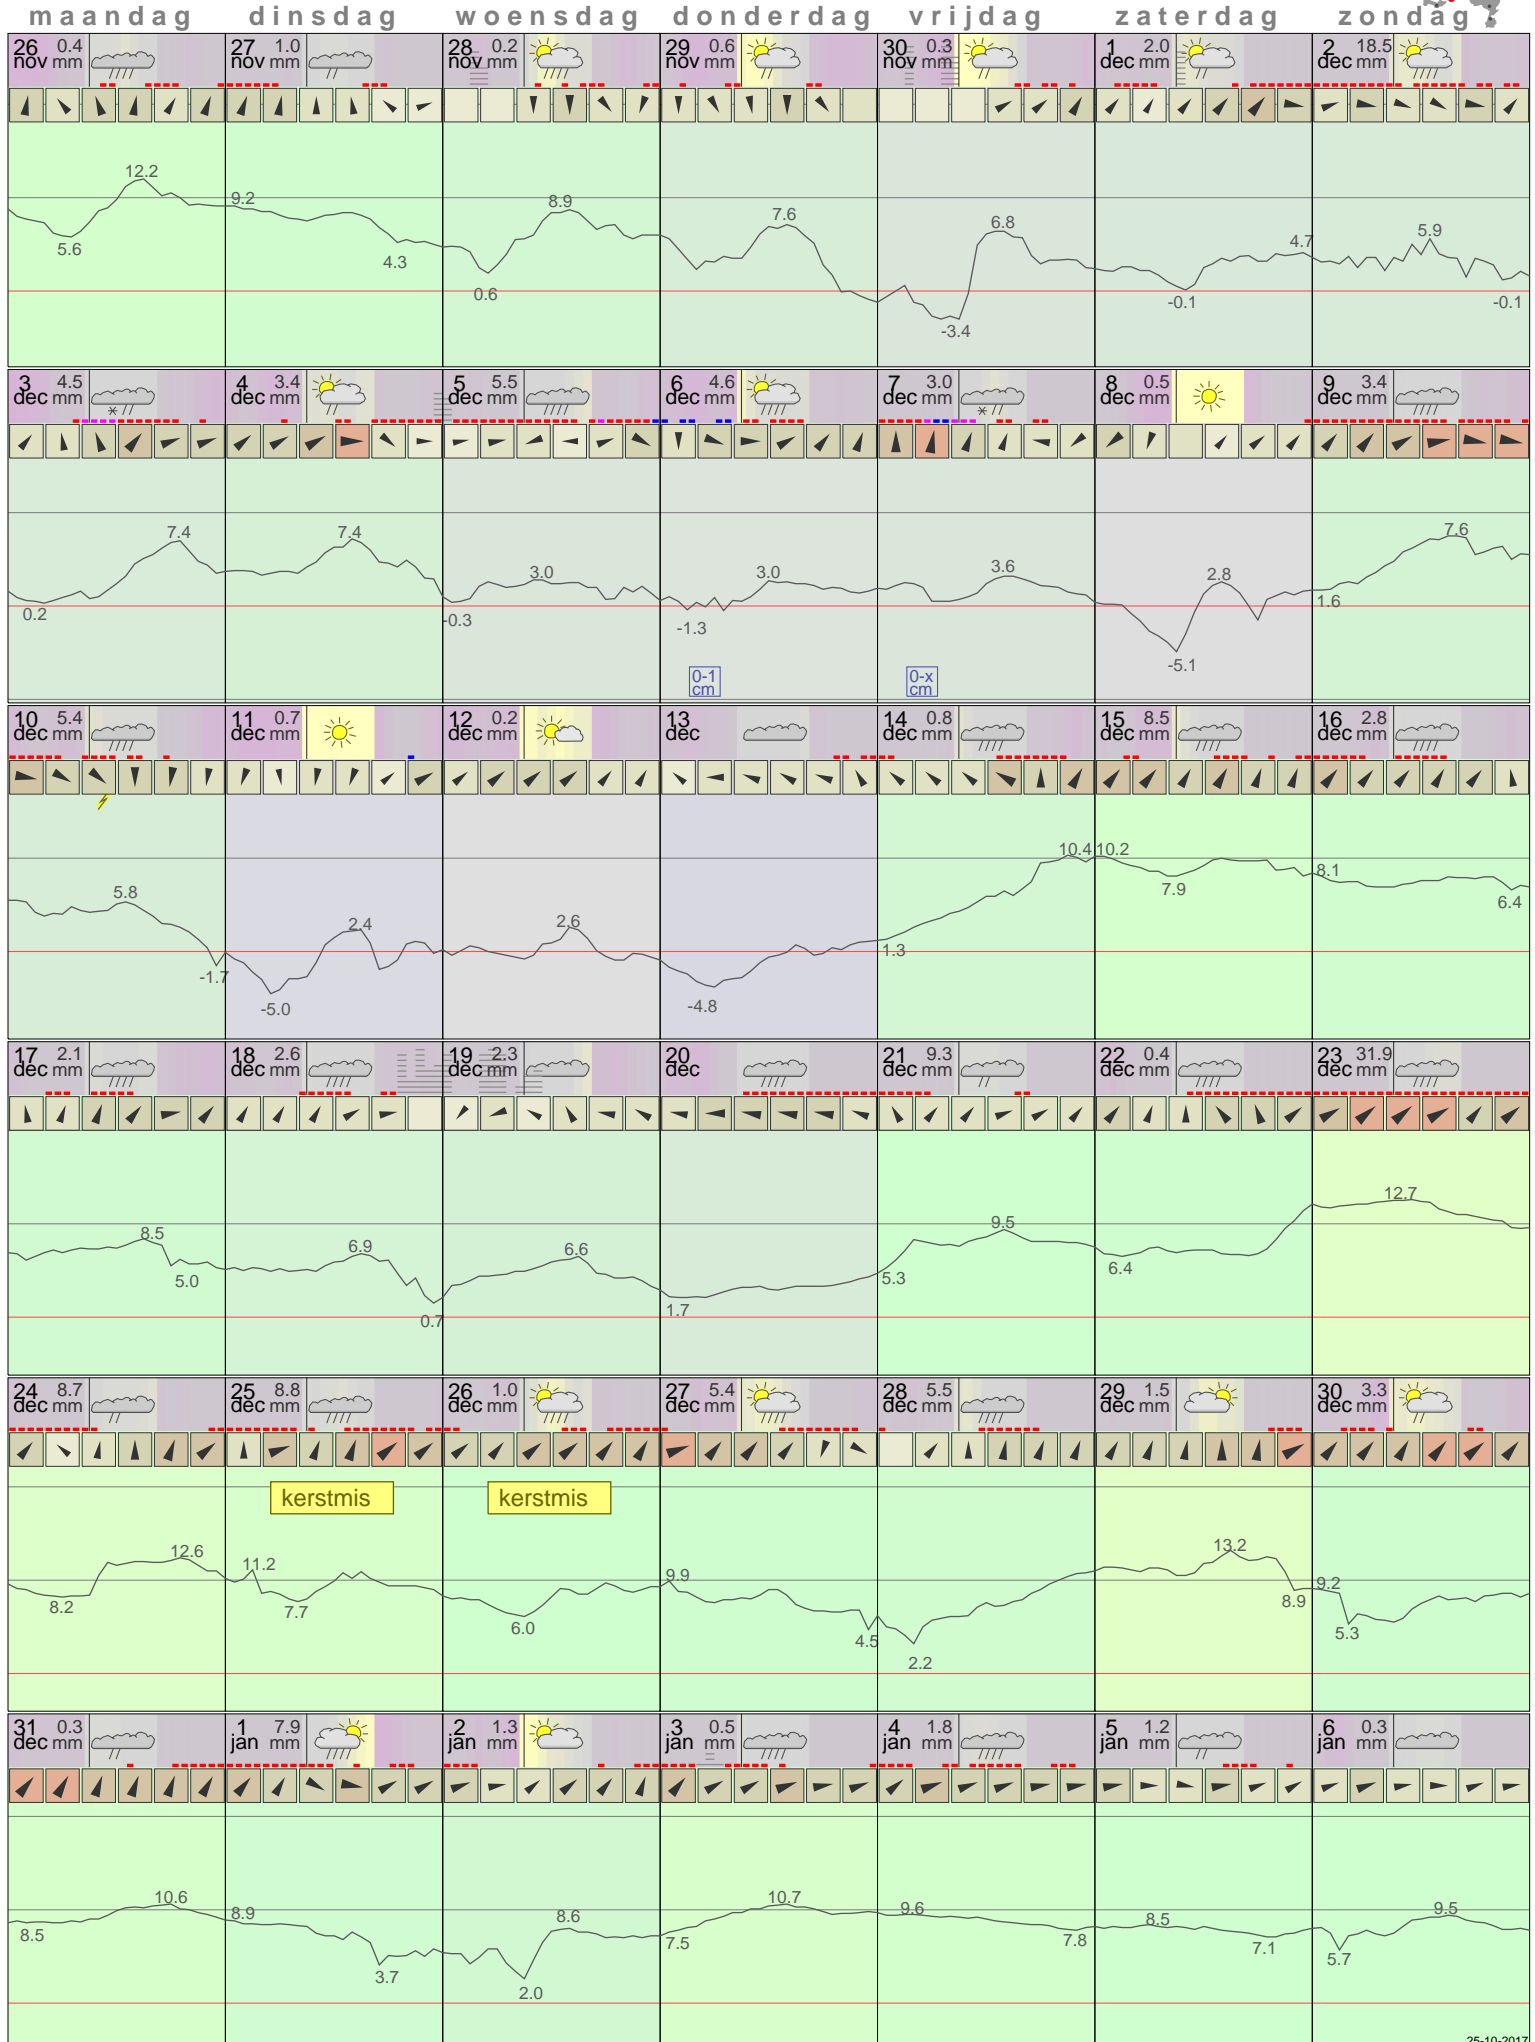 maandag dinsdag woensdag donderdag vrijdag zaterdag zondag
26 0.4 27 1.0 28 0.2 29 0.6 30 0.3 1 2.0 2 18.5
nov mm nov mm nov mm nov mm nov mm dec mm dec mm
12.2 9.2 8.9 7.6 6.8 4.7 5.9
5.6 4.3 0.6 -3.4 -0.1 -0.1
3 4.5 4 3.4 5 5.5 6 4.6 7 3.0 8 0.5 9 3.4
dec mm dec mm dec mm dec mm dec mm dec mm dec mm
7.4 7.4 3.0 3.0 3.6 2.8 7.6
0.2 -0.3 -1.3 -5.1 1.6
0-1 0-x
cm cm
10 5.4 11 0.7 12 0.2 13 14 0.8 15 8.5 16 2.8
dec mm dec mm dec mm dec dec mm dec mm dec mm
5.8 2.4 2.6 10.4 10.2 8.1
-1.7 -5.0 -4.8 1.3 7.9 6.4
17 2.1 18 2.6 19 2.3 20 21 9.3 22 0.4 23 31.9
dec mm dec mm dec mm dec dec mm dec mm dec mm
8.5 6.9 6.6 9.5 12.7
5.0 0.7 1.7 5.3 6.4
24 8.7 25 8.8 26 1.0 27 5.4 28 5.5 29 1.5 30 3.3
dec mm dec mm dec mm dec mm dec mm dec mm dec mm
kerstmis kerstmis
12.6 11.2 9.9 13.2 9.2
8.2 7.7 6.0 4.5 2.2 8.9 5.3
31 0.3 1 7.9 2 1.3 3 0.5 4 1.8 5 1.2 6 0.3
dec mm jan mm jan mm jan mm jan mm jan mm jan mm
10.6 8.9 8.6 10.7 9.6 8.5 9.5
8.5 3.7 2.0 7.5 7.8 7.1 5.7
25-10-2017